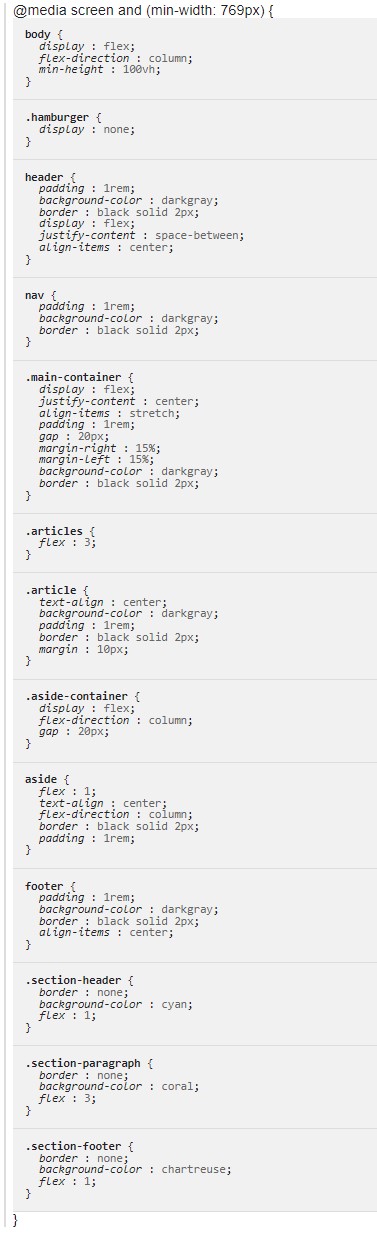 @media screen and (min-width: 769px) {
body {
display : flex;
flex-direction : column;
min-height : 100vh;
}
.hamburger {
display : none;
}
header {
padding : 1rem;
background-color : darkgray;
border : black solid 2px;
display : flex;
justify-content : space-between;
align-items : center;
}
nav {
padding : 1rem;
background-color : darkgray;
border : black solid 2px;
}
.main-container {
display : flex;
justify-content : center;
align-items : stretch;
padding : 1rem;
gap : 20px;
margin-right : 15%;
margin-left : 15%;
background-color : darkgray;
border : black solid 2px;
}
.articles {
flex : 3;
}
.article {
text-align : center;
background-color : darkgray;
padding : 1rem;
border : black solid 2px;
margin : 10px;
}
.aside-container {
display : flex;
flex-direction : column;
gap : 20px;
}
aside {
flex : 1;
text-align : center;
flex-direction : column;
border : black solid 2px;
padding : 1rem;
}
footer {
padding : 1rem;
background-color : darkgray;
border : black solid 2px;
align-items : center;
}
.section-header {
border : none;
background-color : cyan;
flex : 1;
}
.section-paragraph {
border : none;
background-color : coral;
flex : 3;
}
.section-footer {
border : none;
background-color : chartreuse;
flex : 1;
}
}